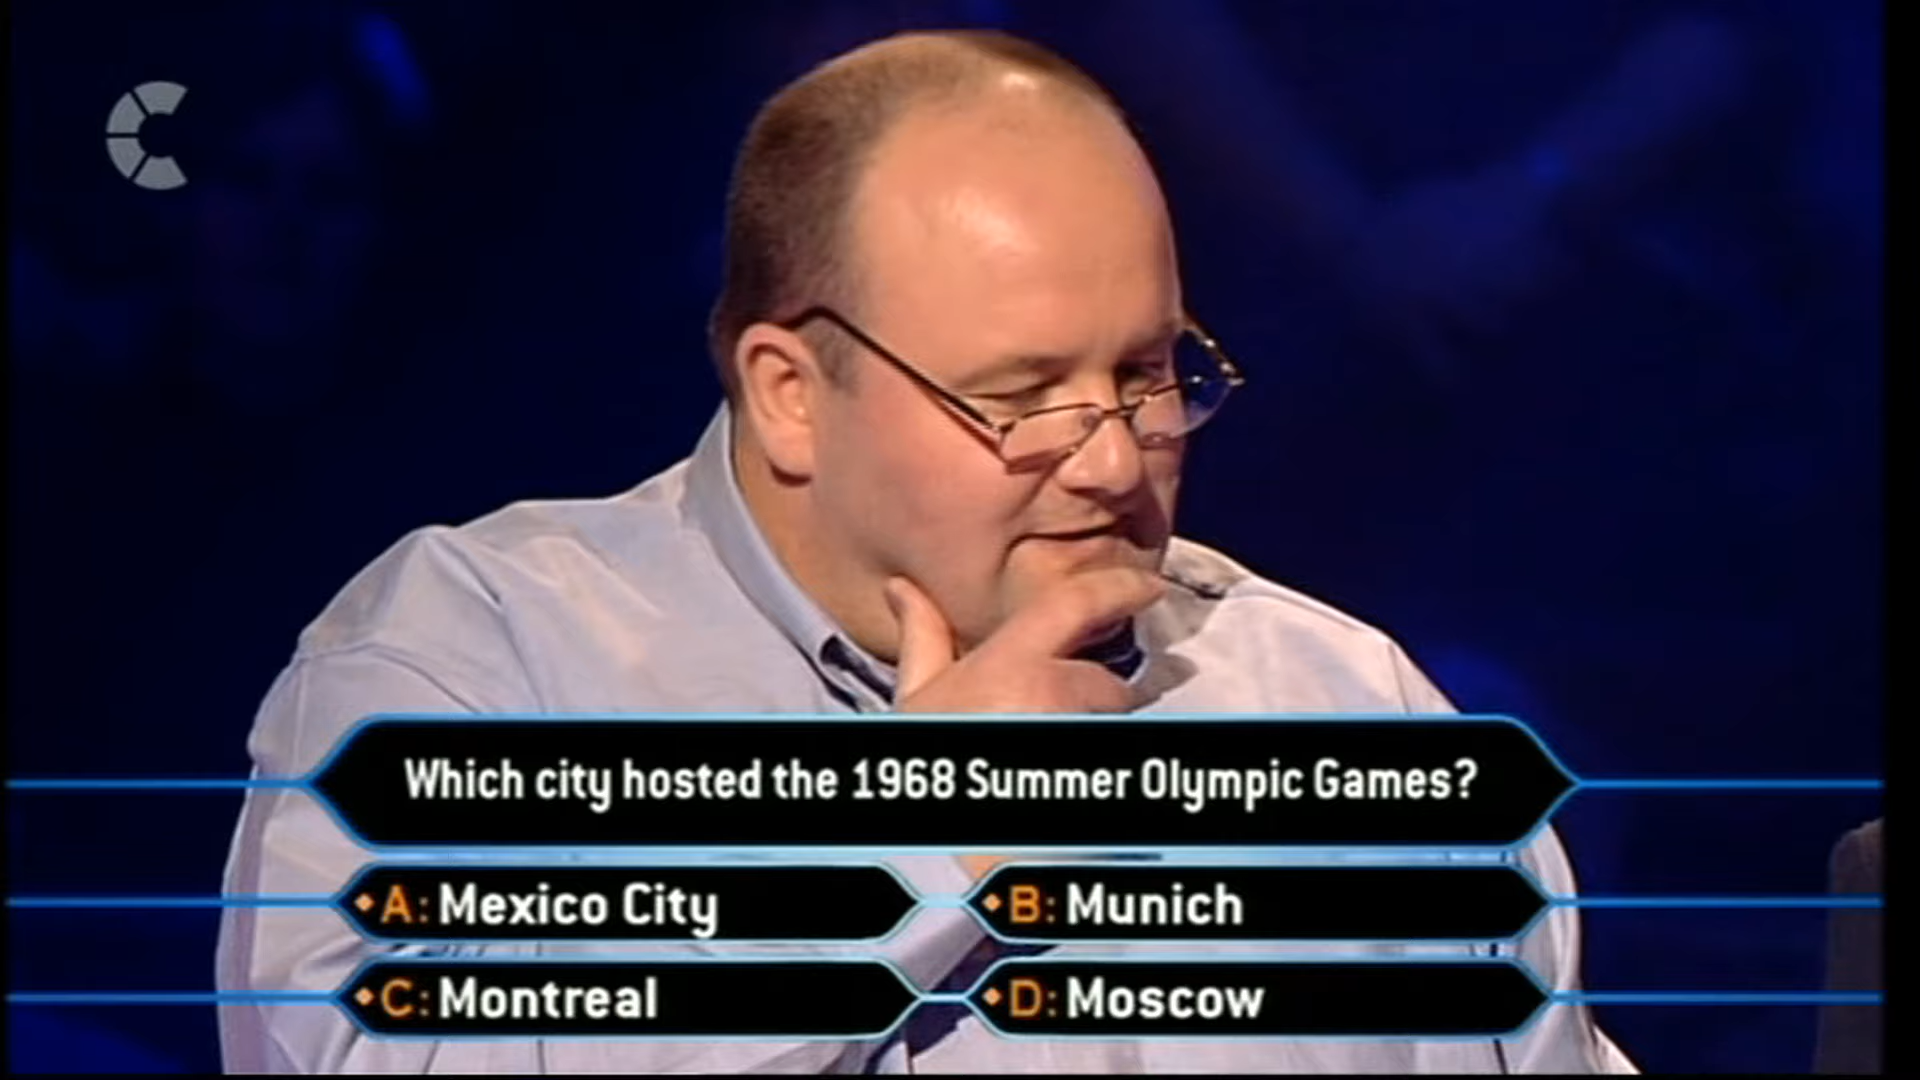 Which city hosted the 1968 Summer Olympic Games?
A: Mexico City
B: Munich
C: Montreal
D: Moscow